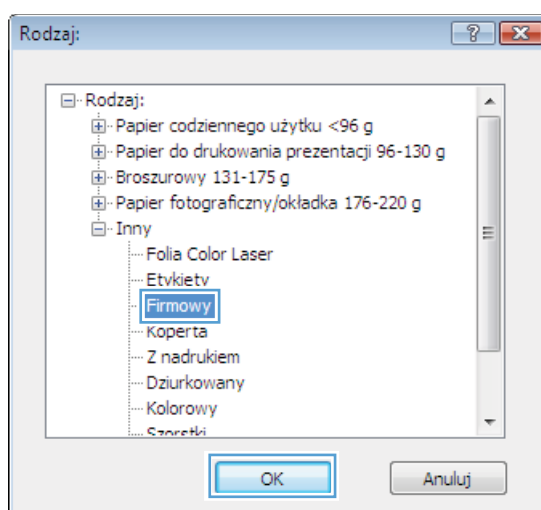 Rodzaj:
Rodzaj:
Papier codziennego użytku <96 g
Papier do drukowania prezentacji 96-130 g
Broszurowy 131-175 g
Papier fotograficzny/okładka 176-220 g
Inny
Folia Color Laser
Etykiety
Firmowy
Koperta
Z nadrukiem
Dziurkowany
Kolorowy
Szorstki
OK Anuluj